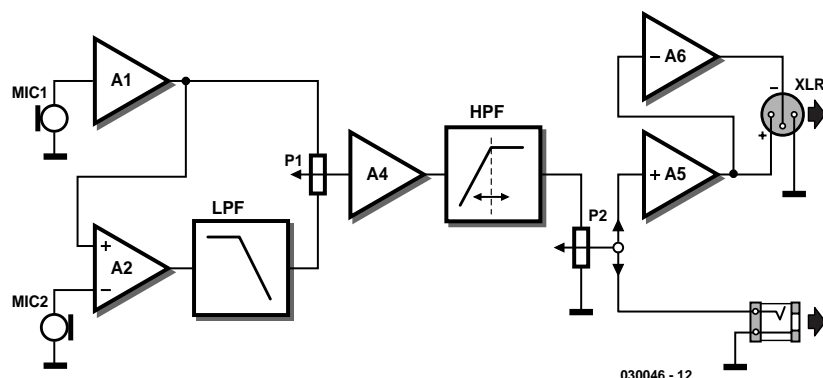 MIC1
A1
MIC2
+
A2
−
LPF
P1
A4
HPF
P2
− A6
+ A5
−
+
XLR
030046 - 12